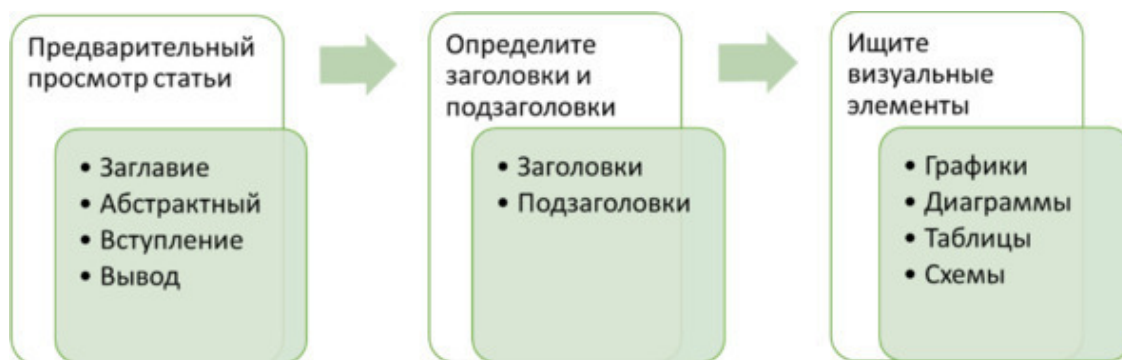 Предварительный
просмотр статьи
• Заглавие
• Абстрактный
• Вступление
• Вывод
Определите
заголовки и
подзаголовки
• Заголовки
• Подзаголовки
Ищите
визуальные
элементы
• Графики
• Диаграммы
• Таблицы
• Схемы